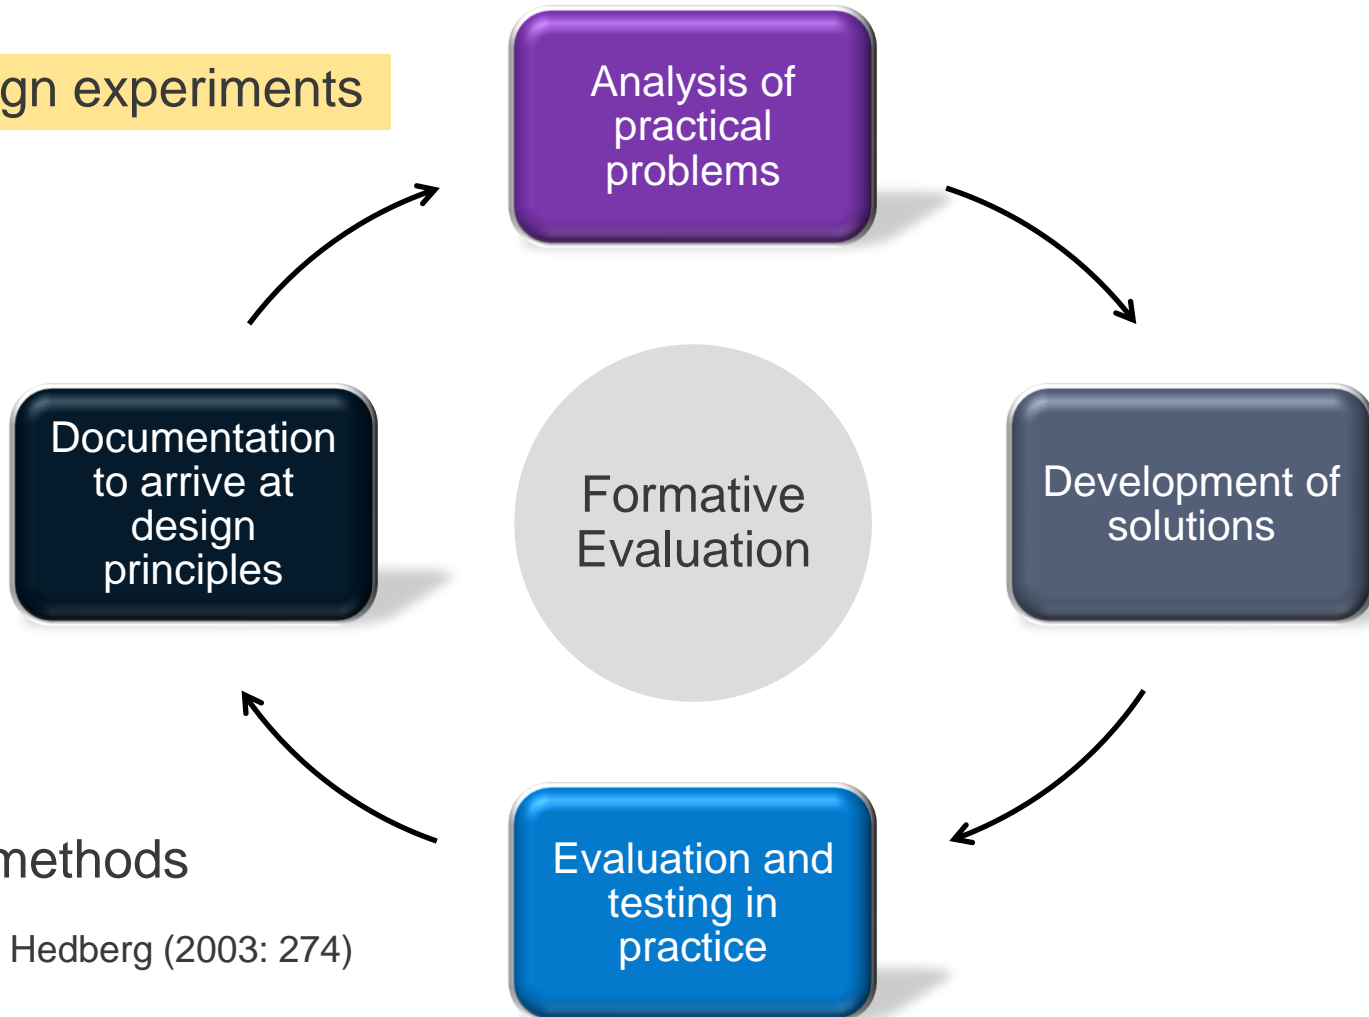 gn experiments
Analysis of
practical
problems
Documentation
to arrive at
design
principles
Formative
Evaluation
Development of
solutions
methods
Hedberg (2003: 274)
Evaluation and
testing in
practice